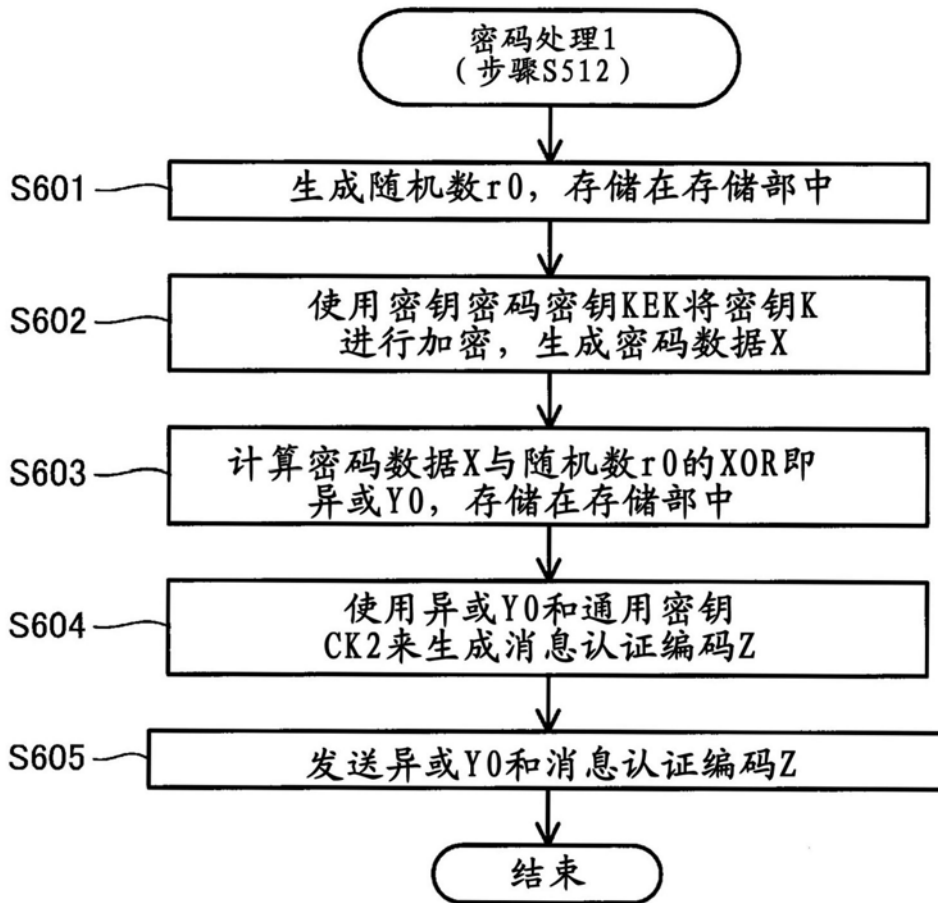 密码处理1
(步骤S512)
S601
生成随机数r0, 存储在存储部中
S602
使用密钥密码密钥KEK将密钥K
进行加密, 生成密码数据X
S603
计算密码数据X与随机数r0的XOR即
异或Y0, 存储在存储部中
S604
使用异或Y0和通用密钥
CK2来生成消息认证编码Z
S605
发送异或Y0和消息认证编码Z
结束